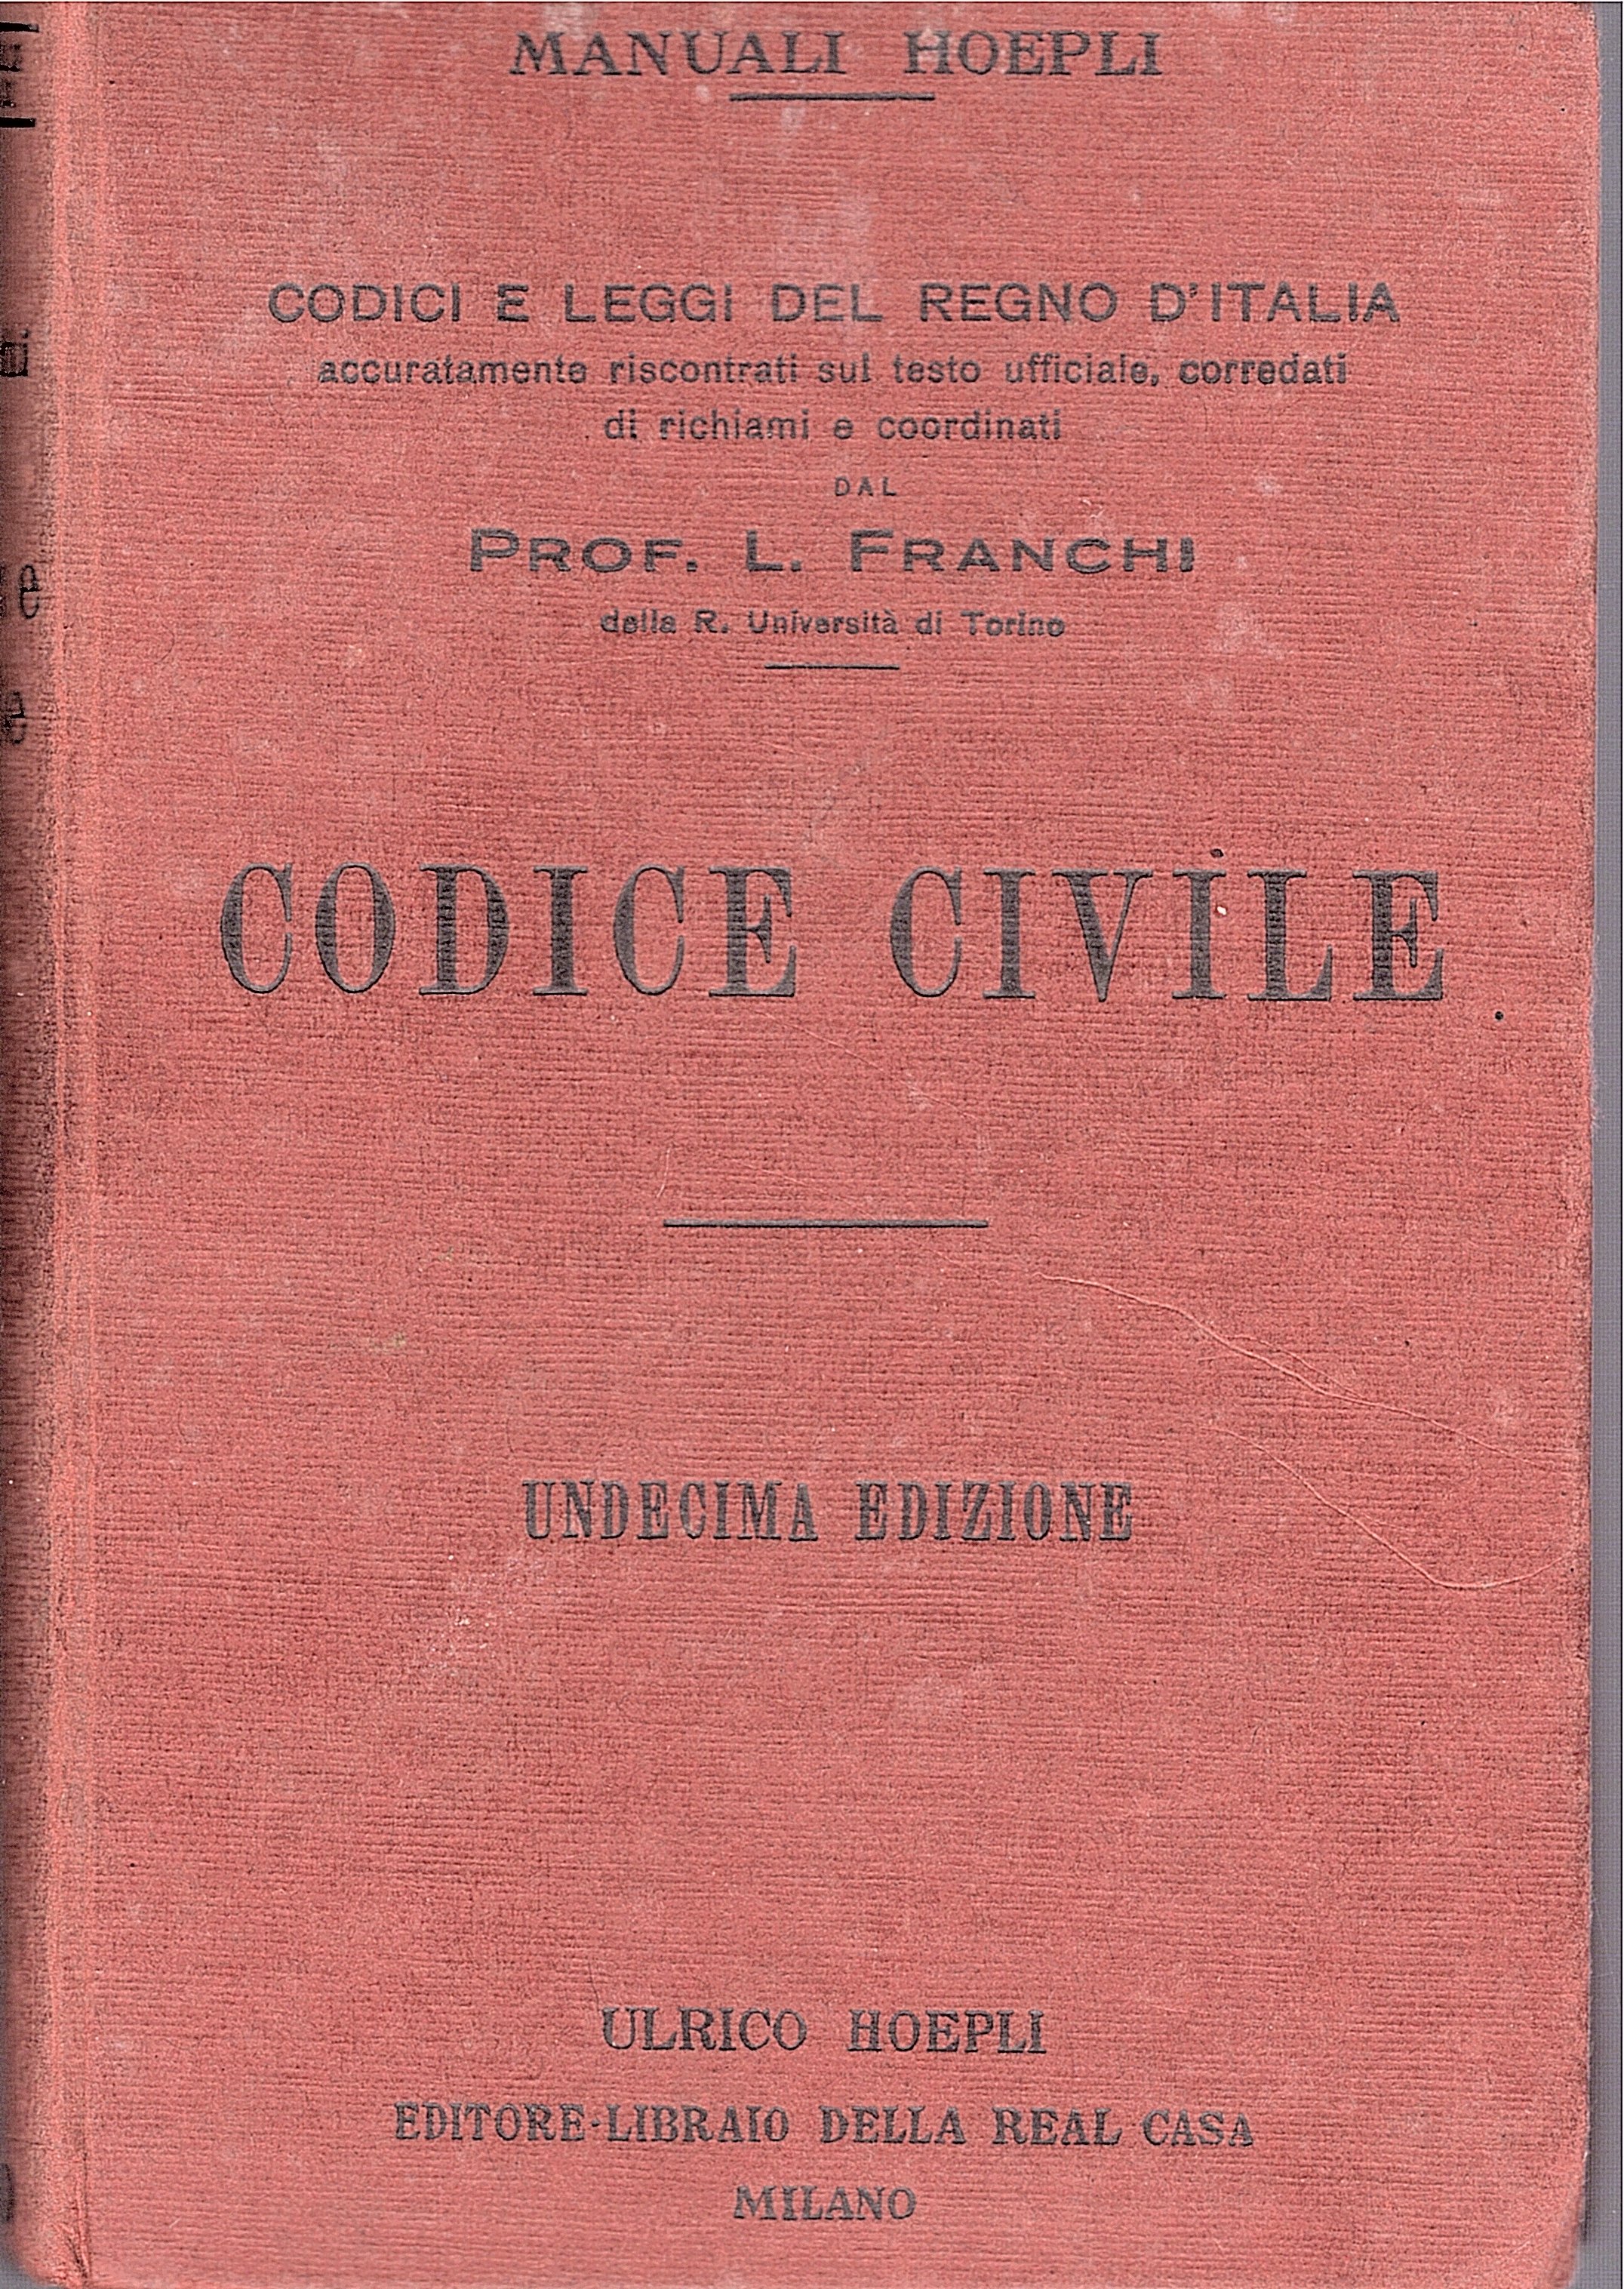 MANUALI HOEPLI
CODICI E LEGGI DEL REGNO D'ITALIA
accuratamente riscontrati sul testo ufficiale, corredati
di richiami e coordinati
DAL
PROF. L. FRANCHI
della R. Università di Torino
CODICE CIVILE
UNDECIMA EDIZIONE
ULRICO HOEPLI
EDITORE-LIBRAIO DELLA REAL CASA
MILANO